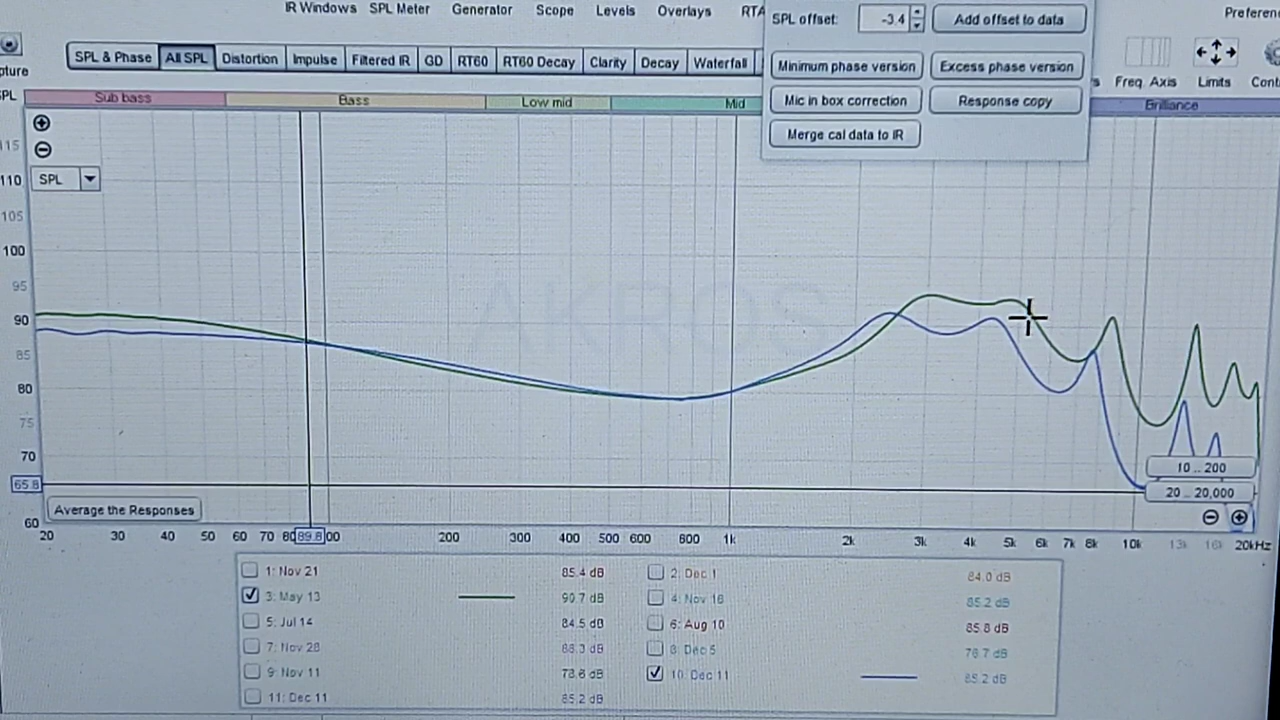 IR Windows SPL Meter Generator Scope Levels Overlays RTA
SPL offset: -3.4 Add offset to data
Preferen
SPL & Phase All SPL Distortion Impulse Filtered IR GD RT60 RT60 Decay Clarity Decay Waterfall
Minimum phase version Excess phase version
pture
Freq. Axis Limits Cont
SPL
Sub bass Bass Low mid Mid Brilliance
Mic in box correction Response copy
Merge cal data to IR
115
SPL
110
105
100
95
AKROS
90
85
80
75
70
10 .. 200
65.8
20 .. 20,000
Average the Responses
60
20 30 40 50 60 70 80 89.8 00 200 300 400 500 600 800 1k 2k 3k 4k 5k 6k 7k 8k 10k 13k 16k 20kHz
1: Nov 21 85.4 dB 2: Dec 1 84.0 dB
3: May 13 90.7 dB 4: Nov 16 85.2 dB
5: Jul 14 84.5 dB 6: Aug 10 85.8 dB
7: Nov 28 88.3 dB 8: Dec 5 76.7 dB
9: Nov 11 78.6 dB 10: Dec 11 85.2 dB
11: Dec 11 85.2 dB